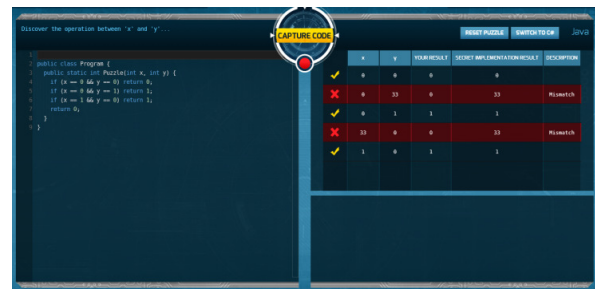 Discover the operation between 'x' and 'y'...
CAPTURE CODE
RESET PUZZLE SWITCH TO C# Java
1
2 public class Program {
3 public static int Puzzle(int x, int y) {
4 if (x == 0 && y == 0) return 0;
5 if (x == 0 && y == 1) return 1;
6 if (x == 1 && y == 0) return 1;
7 return 0;
8 }
9 }
x y YOUR RESULT SECRET IMPLEMENTATION RESULT DESCRIPTION
0 0 0 0
0 33 0 33 Mismatch
0 1 1 1
33 0 0 33 Mismatch
1 0 1 1